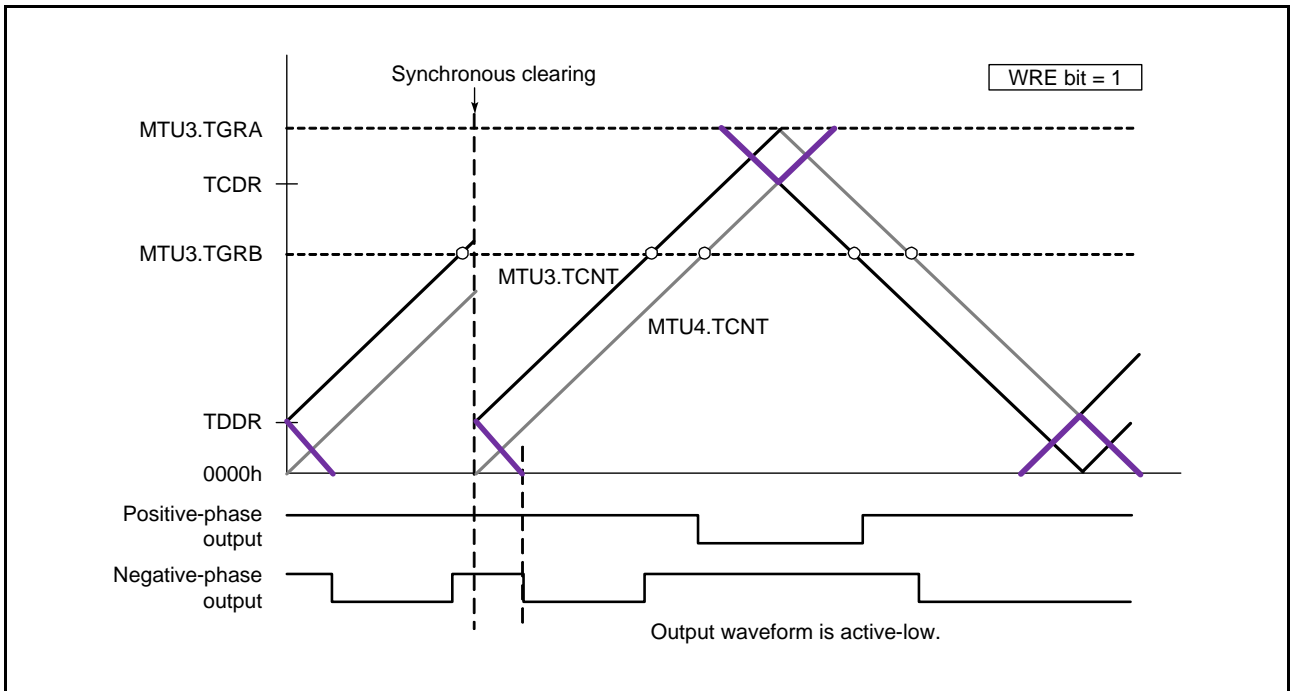 Synchronous clearing
WRE bit = 1
MTU3.TGRA
TCDR
MTU3.TGRB
MTU3.TCNT
MTU4.TCNT
TDDR
0000h
Positive-phase
output
Negative-phase
output
Output waveform is active-low.